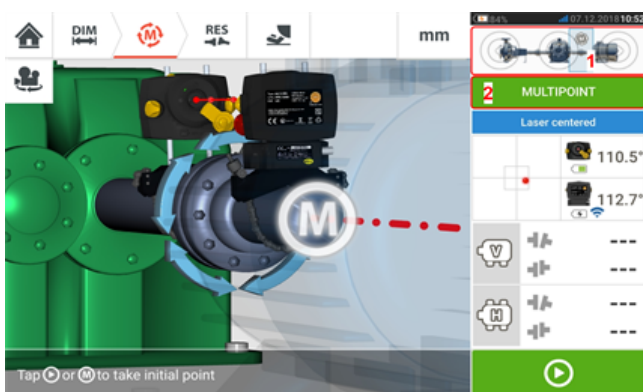 84% 07.12.2018 10:52
DIM
M
RES
mm
1
2 MULTIPOINT
Laser centered
110.5°
112.7°
M
V
---
---
H
---
---
Tap or M to take initial point